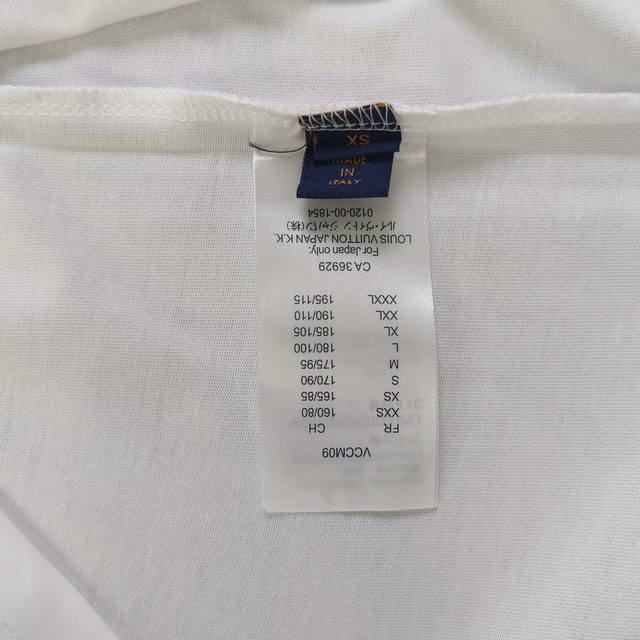 XS
MADE
IN
ITALY
VCCM09
FR CH
XXS 160/80
XS 165/85
S 170/90
M 175/95
L 180/100
XL 185/105
XXL 190/110
XXXL 195/115
CA 36929
For Japan only:
LOUIS VUITTON JAPAN K.K.
ルイ・ヴィトン ジャパン(株)
0120-00-1854